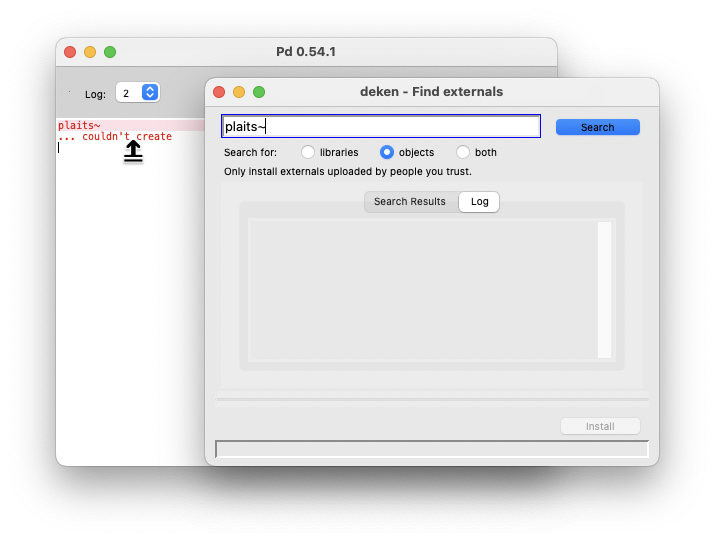 Pd 0.54.1
Log: 2
plaits~
... couldn't create
deken - Find externals
plaits~
Search
Search for: libraries objects both
Only install externals uploaded by people you trust.
Search Results Log
Install